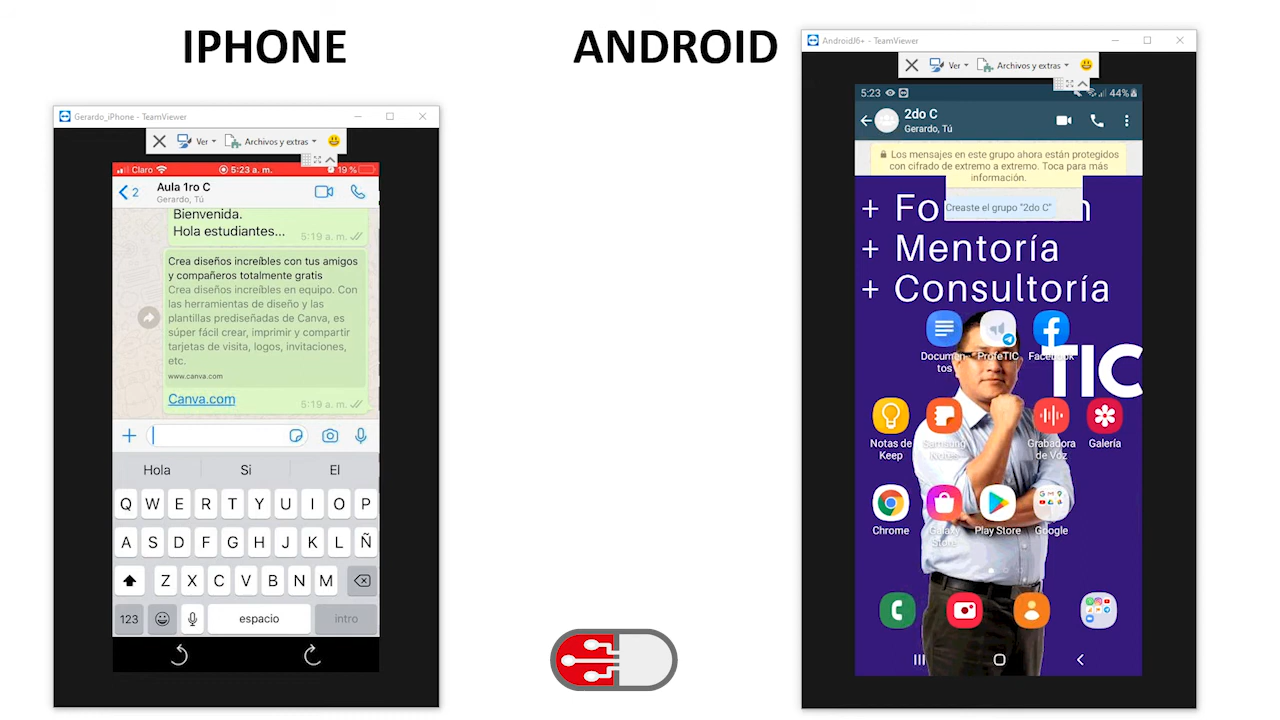 IPHONE
ANDROID
Gerardo_iPhone - TeamViewer
Ver
Archivos y extras
Claro
5:23 a. m.
19 %
2
Aula 1ro C
Gerardo, Tú
Bienvenida.
Hola estudiantes...
5:19 a. m.
Crea diseños increíbles con tus amigos
y compañeros totalmente gratis
Crea diseños increíbles en equipo. Con
las herramientas de diseño y las
plantillas prediseñadas de Canva, es
súper fácil crear, imprimir y compartir
tarjetas de visita, logos, invitaciones,
etc.
www.canva.com
Canva.com
5:19 a. m.
Hola
Si
El
Q W E R T Y U I O P
A S D F G H J K L Ñ
Z X C V B N M
123
espacio
intro
AndroidJ6+ - TeamViewer
Ver
Archivos y extras
5:23
44%
2do C
Gerardo, Tú
Los mensajes en este grupo ahora están protegidos
con cifrado de extremo a extremo. Toca para más
información.
Creaste el grupo "2do C"
+ Fo
n
+ Mentoría
+ Consultoría
TIC
Documen-
tos
ProfeTIC
Facebook
Notas de
Keep
Samsung
Notes
Grabadora
de Voz
Galería
Chrome
Galaxy
Store
Play Store
Google